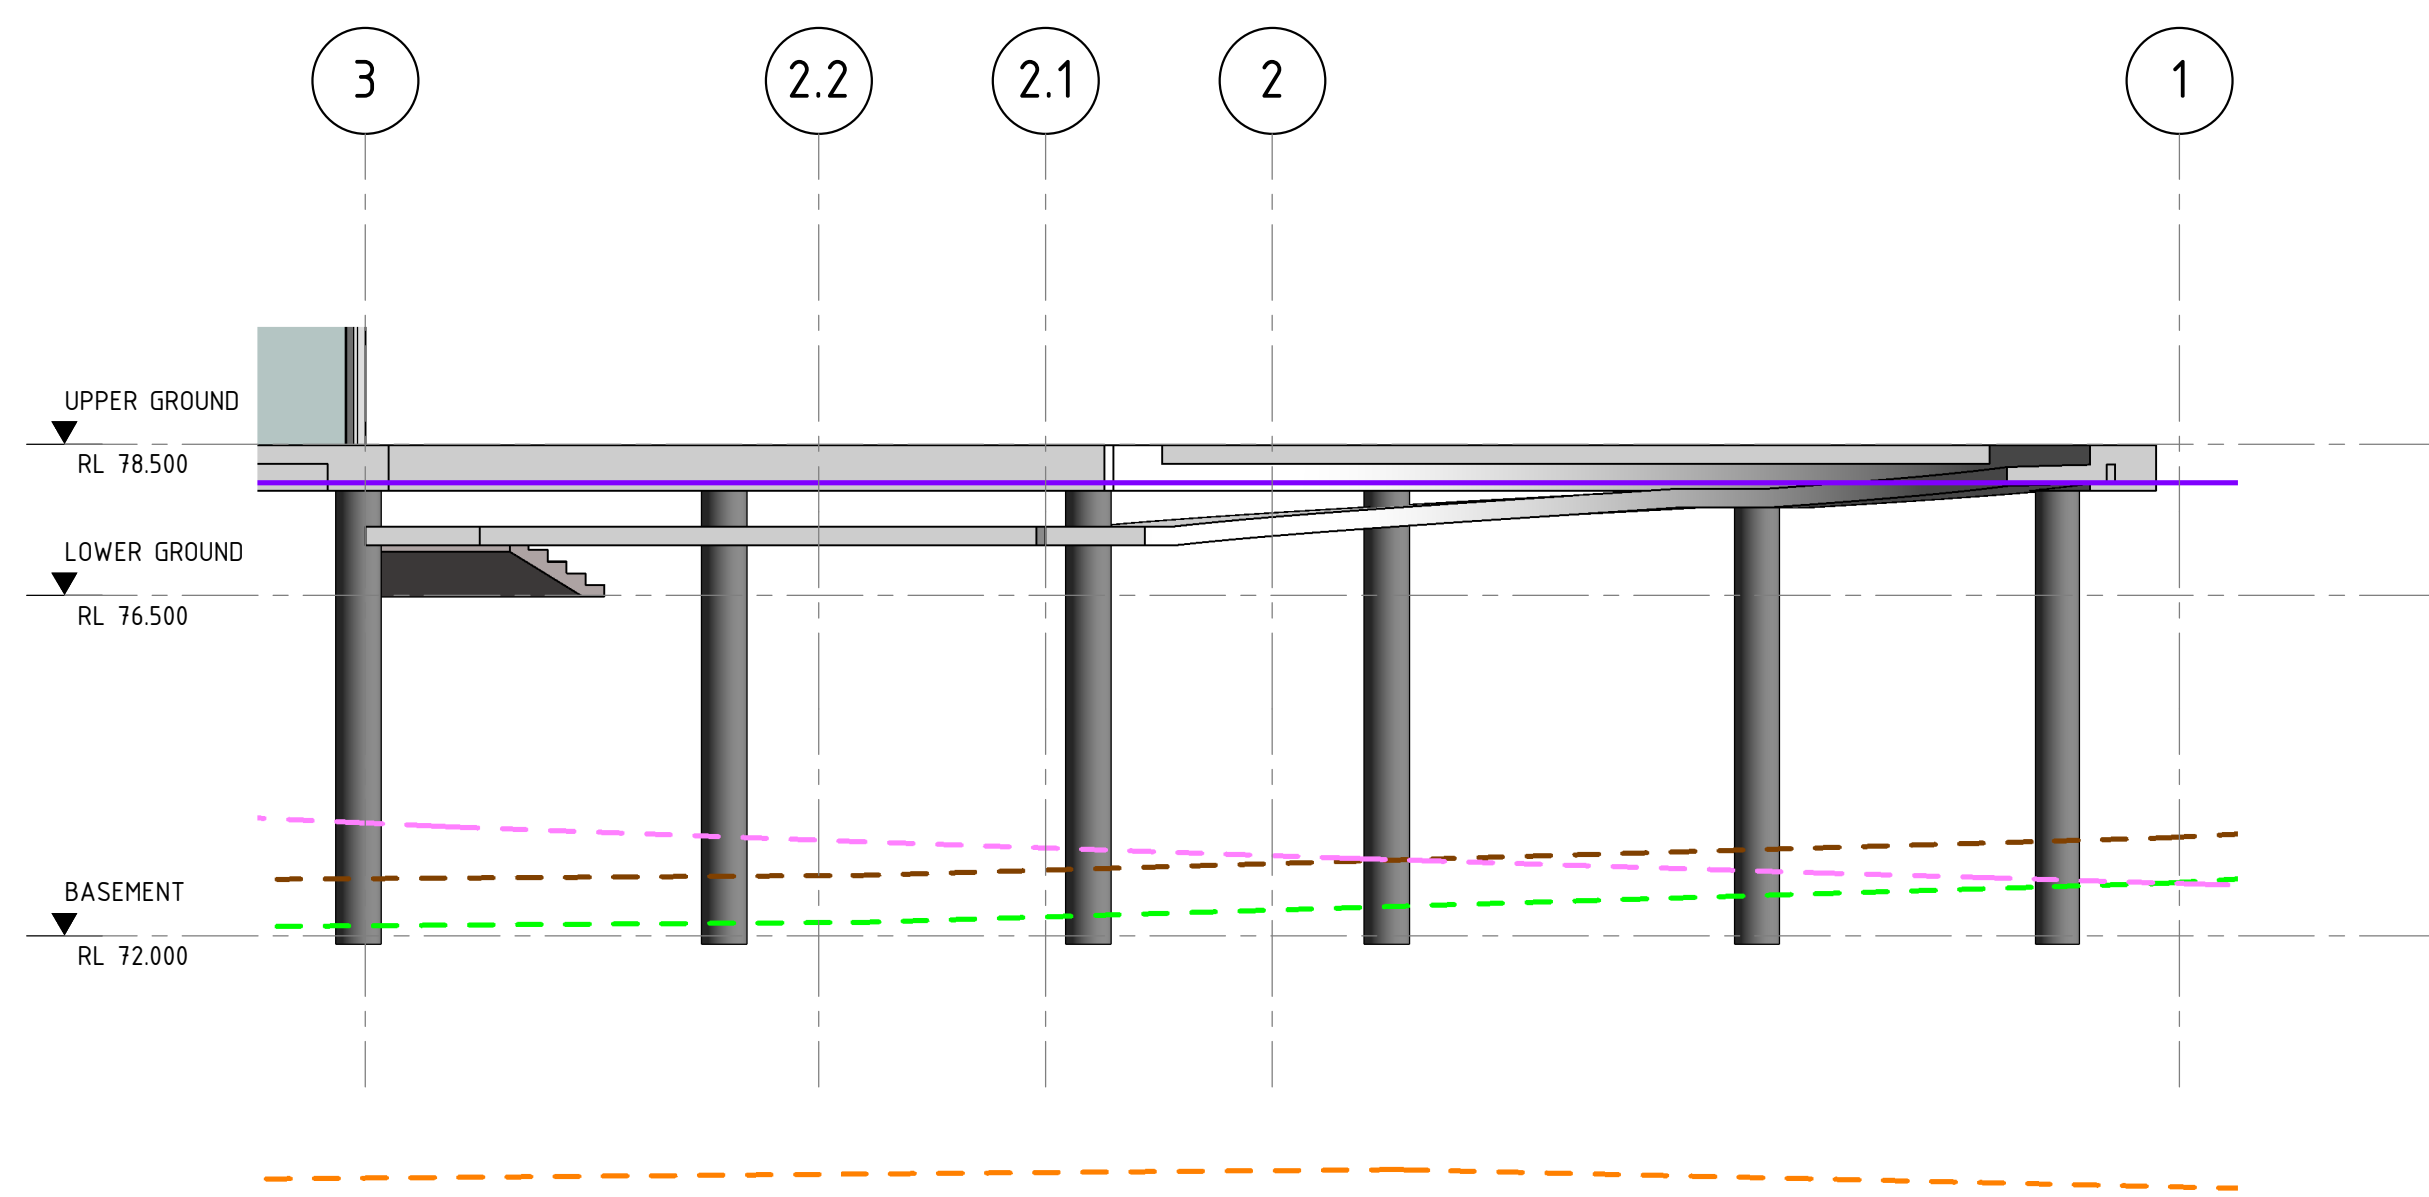 3
2.2
2.1
2
1
UPPER GROUND
RL 78.500
LOWER GROUND
RL 76.500
BASEMENT
RL 72.000